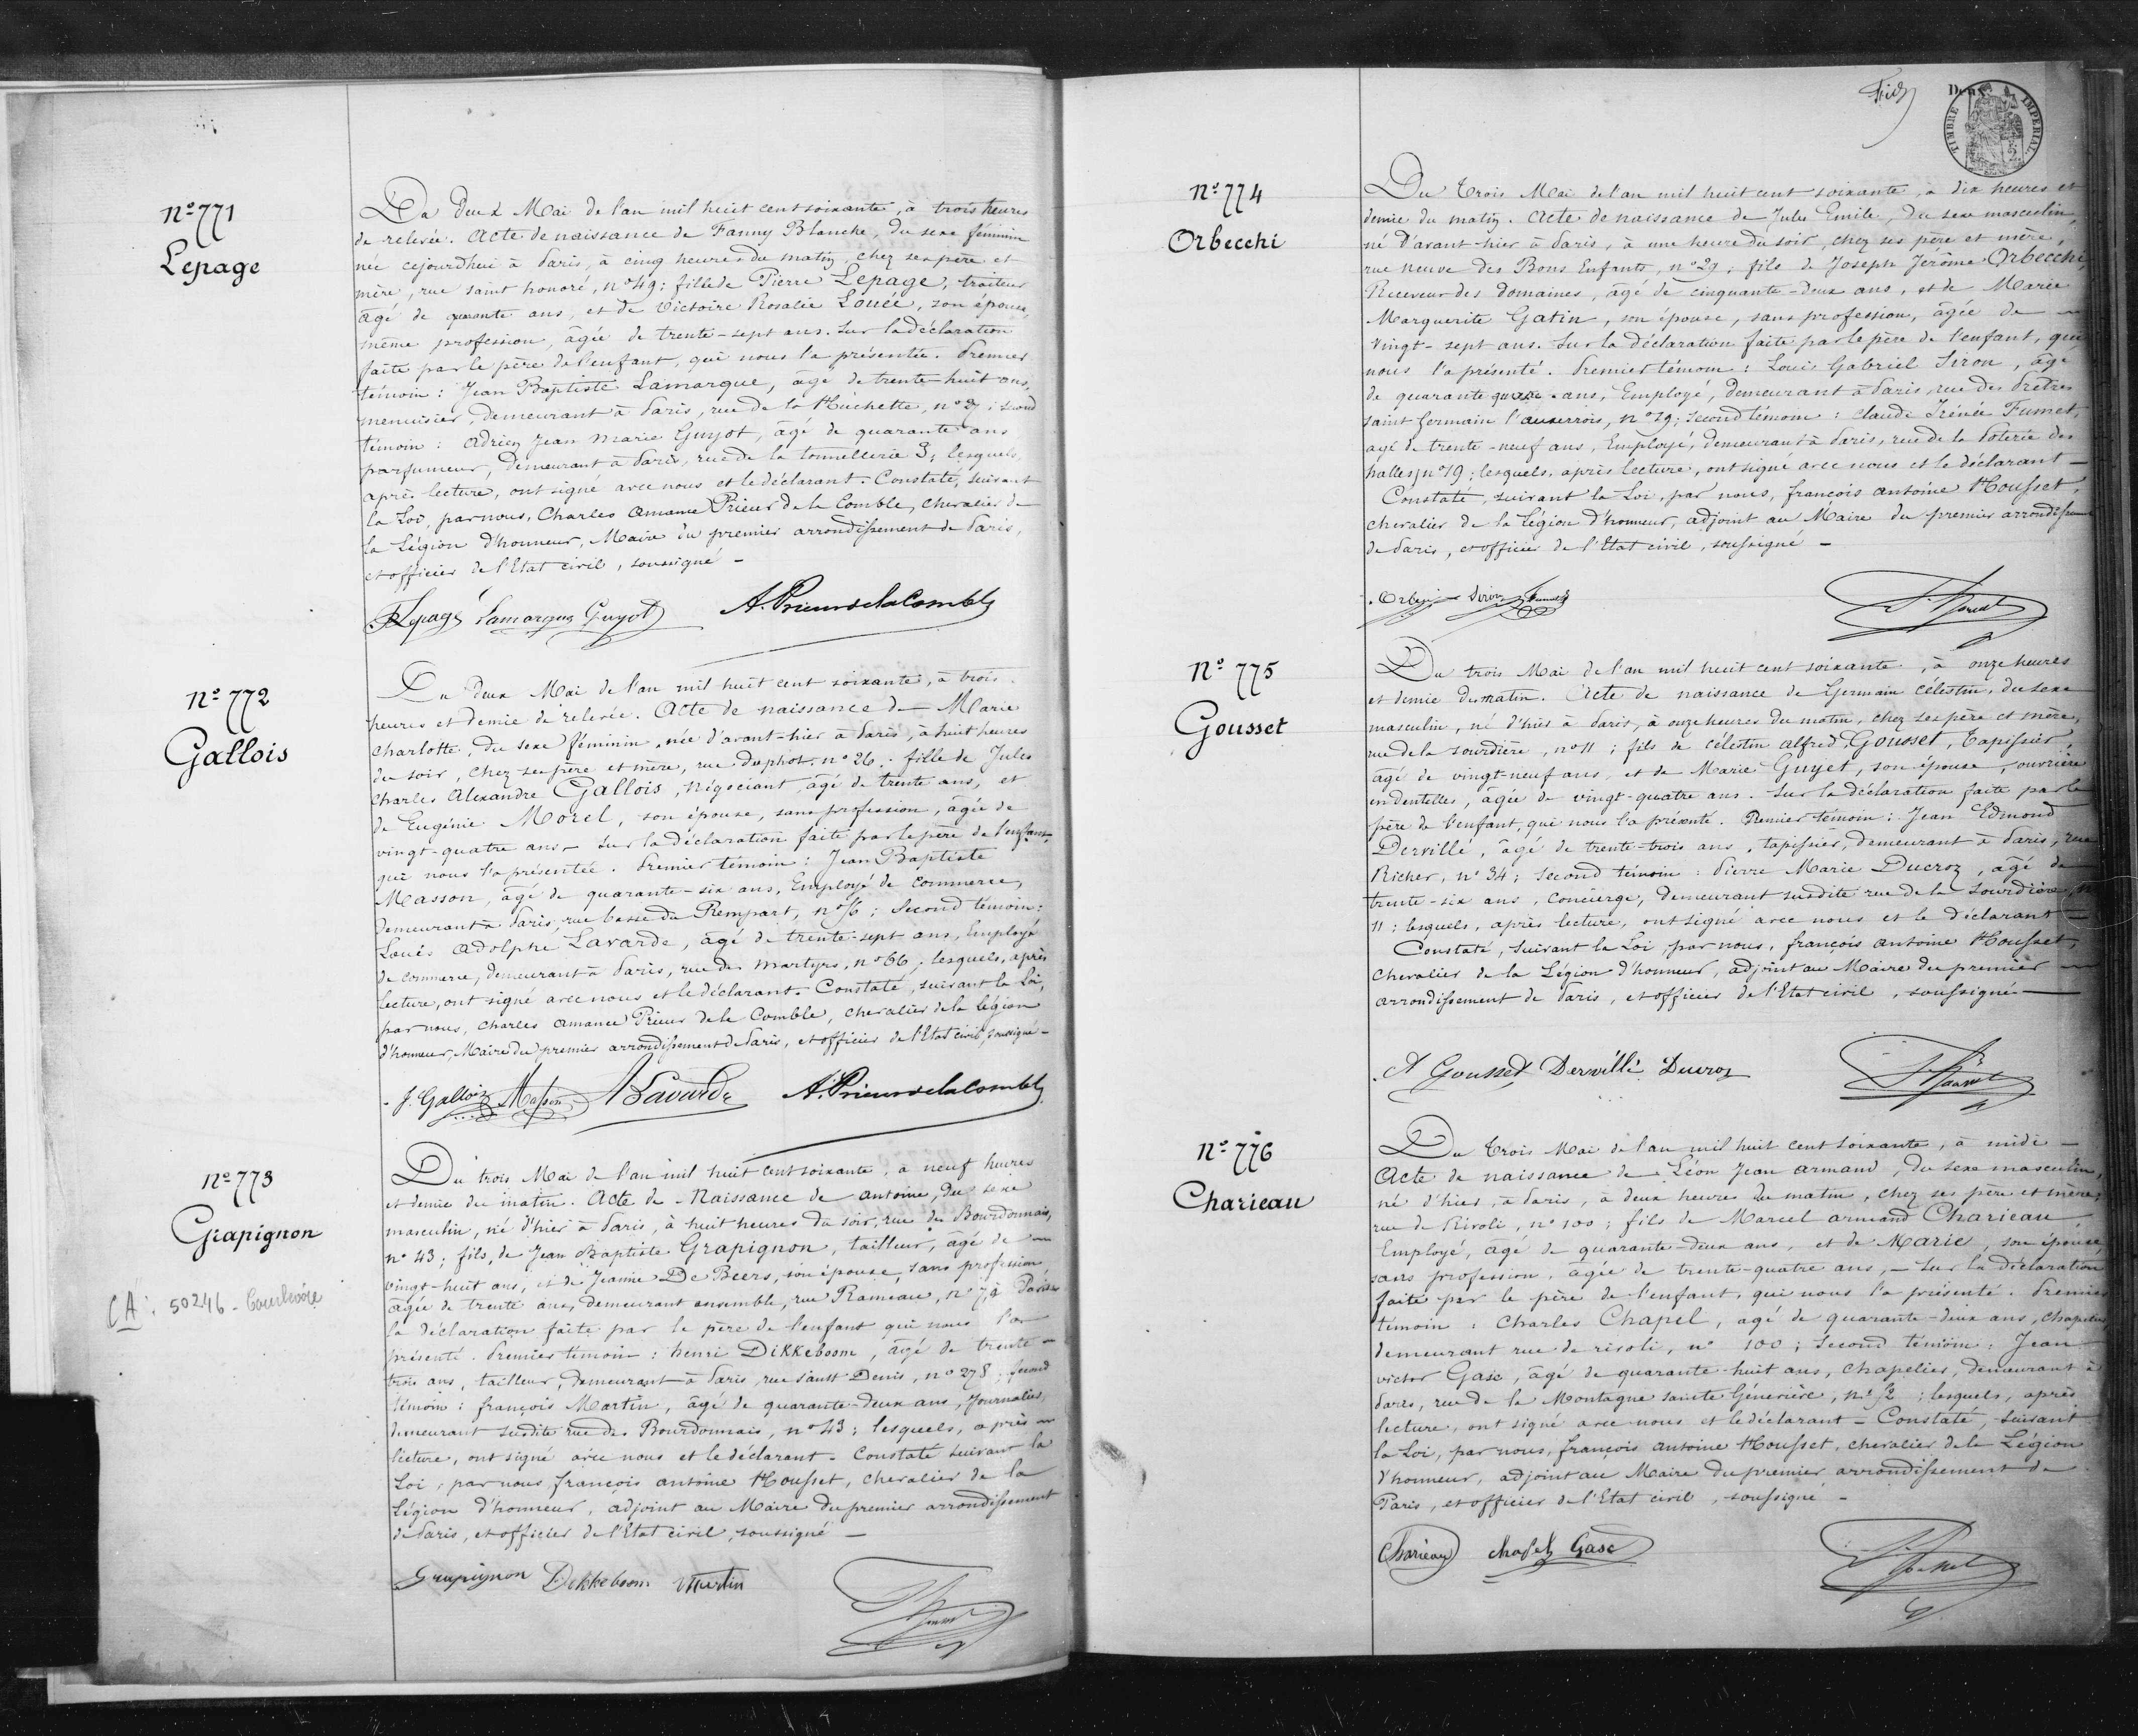 N° 771
Lepage
Du deux Mai de l'an mil huit cent soixante, à trois heures
de relevée. Acte de naissance de Fanny Blanche, du sexe féminin
née cejourdhui à Paris, à cinq heures du matin, chez ses père et
mère, rue saint honoré, n° 49; fille de Pierre Lepage, traiteur
âgé de quarante ans, et de Victoire Rosalie Louée, son épouse,
même profession, âgée de trente-sept ans. Sur la déclaration
faite par le père de l'enfant, qui nous l'a présentée. Premier
témoin: Jean Baptiste Lamarque, âgé de trente-huit ans,
menuisier, demeurant à Paris, rue de la Huchette, n° 27; second
témoin: Adrien Jean Marie Guyot, âgé de quarante ans
parfumeur, demeurant à Paris, rue de la tonnellerie 3; lesquels,
après lecture, ont signé avec nous et le déclarant. Constaté, suivant
la Loi, par nous, Charles Amance Prieur de la Comble, chevalier de
la Légion d'honneur, Maire du premier arrondissement de Paris,
et officier de l'Etat civil, soussigné -
Lepage Lamarque Guyot A. Prieur de la Comble
N° 772
Gallois
Du deux Mai de l'an mil huit cent soixante, à trois
heures et demie de relevée. Acte de naissance de Marie
Charlotte, du sexe féminin, née d'avant-hier à Paris, à huit heures
du soir, chez ses père et mère, rue duphot, n° 26; fille de Jules
Charles Alexandre Gallois, négociant, âgé de trente ans, et
de Eugénie Morel, son épouse, sans profession, âgée de
vingt-quatre ans - Sur la déclaration faite par le père de l'enfant,
qui nous l'a présentée. Premier témoin: Jean Baptiste
Masson, âgé de quarante-six ans, Employé de Commerce,
demeurant à Paris, rue basse du Rempart, n° 56; Second témoin:
Louis Adolphe Lavarde, âgé de trente-sept ans, Employé
de commerce, demeurant à Paris, rue des Martyrs, n° 66; lesquels, après
lecture, ont signé avec nous et le déclarant. Constaté, suivant la Loi,
par nous, Charles Amance Prieur de la Comble, chevalier de la légion
d'honneur, Maire du premier arrondissement de Paris, et officier de l'Etat civil, soussigné -
J. Gallois Masson Lavarde A. Prieur de la Comble
N° 773
Grapignon
CA: 50246 - Courbevoie
Du trois Mai de l'an mil huit cent soixante, à neuf heures
et demie du matin. Acte de Naissance de Antoine, du sexe
masculin, né d'hier à Paris, à huit heures du soir, rue des Bourdonnais,
n° 43; fils de Jean Baptiste Grapignon, tailleur, âgé de
vingt-huit ans, et de Jeanne De Beers, son épouse, sans profession,
âgée de trente ans, demeurant ensemble, rue Rameau, n° 7, à Paris
la déclaration faite par le père de l'enfant qui nous l'a
présenté. Premier témoin: henri Dikkeboom, âgé de trente
trois ans, tailleur, demeurant à Paris, rue saint Denis, n° 278; second
témoin: françois Martin, âgé de quarante-deux ans, Journalier,
demeurant susdite rue des Bourdonnais, n° 43; lesquels, après
lecture, ont signé avec nous et le déclarant. Constaté suivant la
Loi, par nous, françois antoine Housset, chevalier de la
Légion d'honneur, adjoint au Maire du premier arrondissement
de Paris, et officier de l'Etat civil, soussigné -
Grapignon Dikkeboom Martin
Deux
TIMBRE IMPERIAL
N° 774
Orbecchi
Du trois Mai de l'an mil huit cent soixante, à dix heures et
demie du matin. Acte de naissance de Jules Emile, du sexe masculin,
né d'avant-hier à Paris, à une heure du soir, chez ses père et mère,
rue neuve des Bons Enfants, n° 29; fils de Joseph Jérôme Orbecchi,
Receveur des domaines, âgé de cinquante-deux ans, et de Marie
Marguerite Gatin, son épouse, sans profession, âgée de
vingt-sept ans. Sur la déclaration faite par le père de l'enfant, qui
nous l'a présenté. Premier témoin: Louis Gabriel Siron, âgé
de quarante ans, Employé, demeurant à Paris, rue des Prêtres
saint Germain l'auxerrois, n° 19; second témoin: Claude Irénée Fumet,
âgé de trente-neuf ans, Employé, demeurant à Paris, rue de la Poterie des
halles, n° 19; lesquels, après lecture, ont signé avec nous et le déclarant -
Constaté, suivant la Loi, par nous, françois antoine Housset,
chevalier de la Légion d'honneur, adjoint au Maire du premier arrondissement
de Paris, et officier de l'Etat civil, soussigné -
Siron Fumet
N° 775
Gousset
Du trois Mai de l'an mil huit cent soixante, à onze heures
et demie du matin. Acte de naissance de Germain Célestin, du sexe
masculin, né d'hier à Paris, à onze heures du matin, chez ses père et mère,
rue de la sourdière, n° 11; fils de Célestin Alfred Gousset, Tapissier,
âgé de vingt-neuf ans, et de Marie Guyet, son épouse, ouvrière
en dentelles, âgée de vingt-quatre ans. Sur la déclaration faite par le
père de l'enfant, qui nous l'a présenté. Premier témoin: Jean Edmond
Dervillé, âgé de trente-trois ans, tapissier, demeurant à Paris, rue
Richer, n° 34; second témoin: Pierre Marie Ducroz, âgé de
trente-six ans, concierge, demeurant susdite rue de la Sourdière, n°
11; lesquels, après lecture, ont signé avec nous et le déclarant -
Constaté, suivant la Loi, par nous, françois antoine Housset,
chevalier de la Légion d'honneur, adjoint au Maire du premier
arrondissement de Paris, et officier de l'Etat civil, soussigné -
A Gousset Dervillé Ducroz
N° 776
Charieau
Du trois Mai de l'an mil huit cent soixante, à midi -
Acte de naissance de Léon Jean Armand, du sexe masculin,
né d'hier, à Paris, à deux heures du matin, chez ses père et mère,
rue de Rivoli, n° 100; fils de Marcel armand Charieau,
Employé, âgé de quarante-deux ans, et de Marie, son épouse,
sans profession, âgée de trente-quatre ans, - Sur la déclaration
faite par le père de l'enfant, qui nous l'a présenté. Premier
témoin: Charles Chapel, âgé de quarante-deux ans, chapelier
demeurant rue de rivoli, n° 100; Second témoin: Jean
victor Gasc, âgé de quarante huit ans, Chapelier, demeurant à
Paris, rue de la Montagne sainte Géneviève, n° 52; lesquels, après
lecture, ont signé avec nous et le déclarant - Constaté, suivant
la Loi, par nous, françois antoine Housset, chevalier de la Légion
d'honneur, adjoint au Maire du premier arrondissement de
Paris, et officier de l'Etat civil, soussigné -
Charieau Chapel Gasc